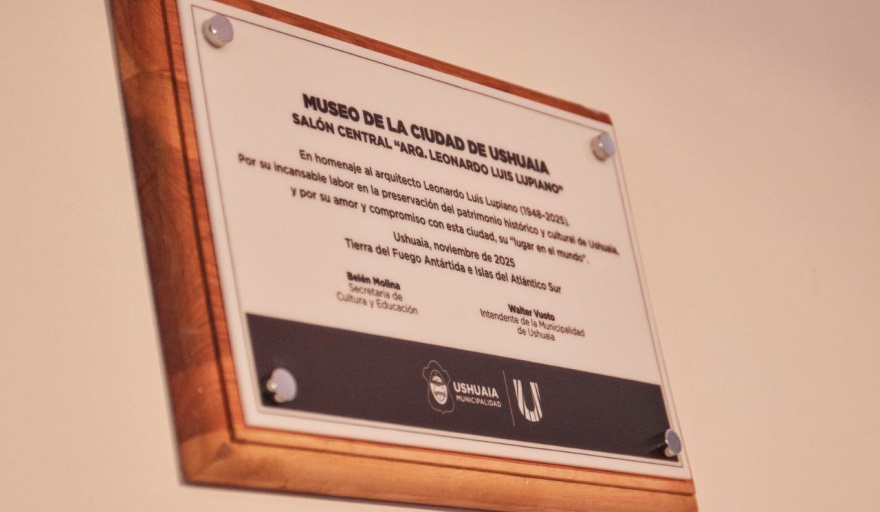 MUSEO DE LA CIUDAD DE USHUAIA
SALÓN CENTRAL "ARQ. LEONARDO LUIS LUPIANO"
En homenaje al arquitecto Leonardo Luis Lupiano (1948-2025).
Por su incansable labor en la preservación del patrimonio histórico y cultural de Ushuaia,
y por su amor y compromiso con esta ciudad, su "lugar en el mundo".
Ushuaia, noviembre de 2025
Tierra del Fuego Antártida e Islas del Atlántico Sur
Belén Molina
Secretaria de
Cultura y Educación
Walter Vuoto
Intendente de la Municipalidad
de Ushuaia
USHUAIA
MUNICIPALIDAD